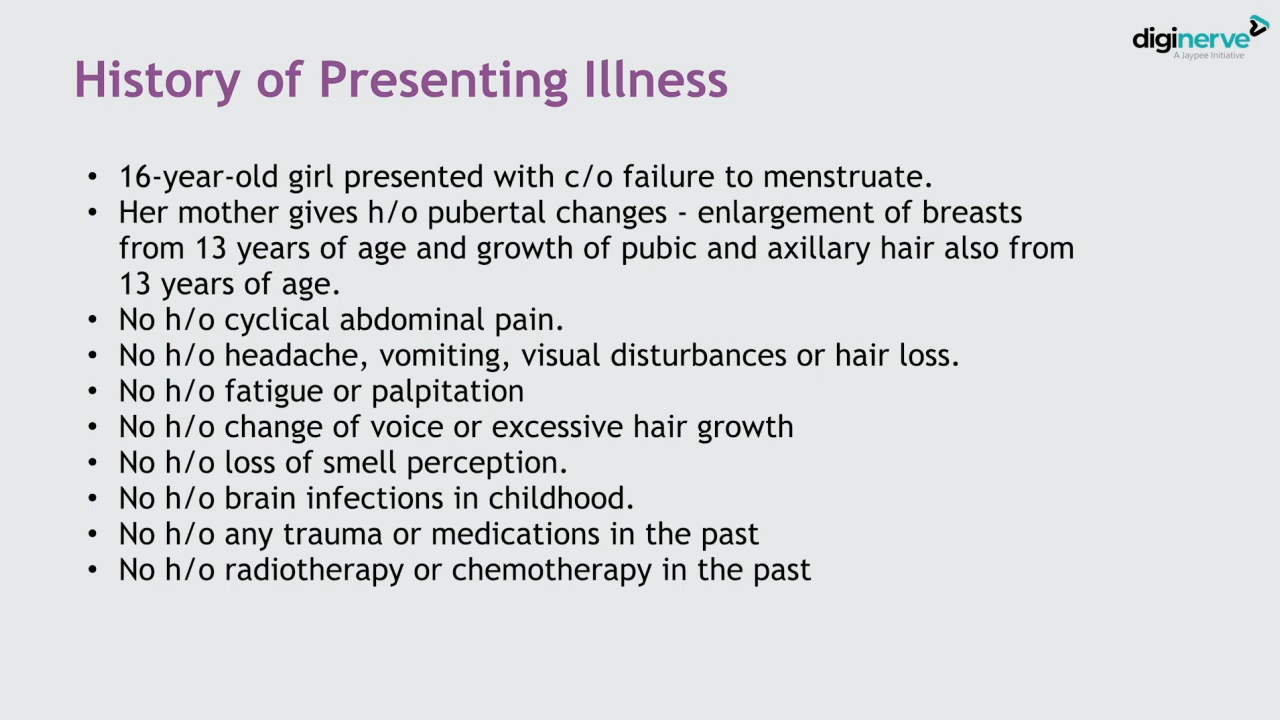 diginerve
A Jaypee Initiative
History of Presenting Illness
• 16-year-old girl presented with c/o failure to menstruate.
• Her mother gives h/o pubertal changes - enlargement of breasts
from 13 years of age and growth of pubic and axillary hair also from
13 years of age.
• No h/o cyclical abdominal pain.
• No h/o headache, vomiting, visual disturbances or hair loss.
• No h/o fatigue or palpitation
• No h/o change of voice or excessive hair growth
• No h/o loss of smell perception.
• No h/o brain infections in childhood.
• No h/o any trauma or medications in the past
• No h/o radiotherapy or chemotherapy in the past